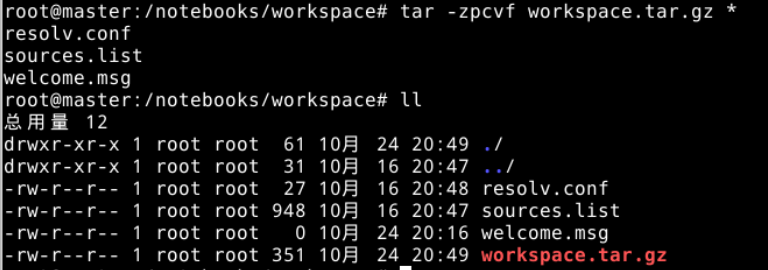 root@master:/notebooks/workspace# tar -zpcvf workspace.tar.gz *
resolv.conf
sources.list
welcome.msg
root@master:/notebooks/workspace# ll
总用量 12
drwxr-xr-x 1 root root  61 10月 24 20:49 ./
drwxr-xr-x 1 root root  31 10月 16 20:47 ../
-rw-r--r-- 1 root root  27 10月 16 20:48 resolv.conf
-rw-r--r-- 1 root root 948 10月 16 20:47 sources.list
-rw-r--r-- 1 root root   0 10月 24 20:16 welcome.msg
-rw-r--r-- 1 root root 351 10月 24 20:49 workspace.tar.gz